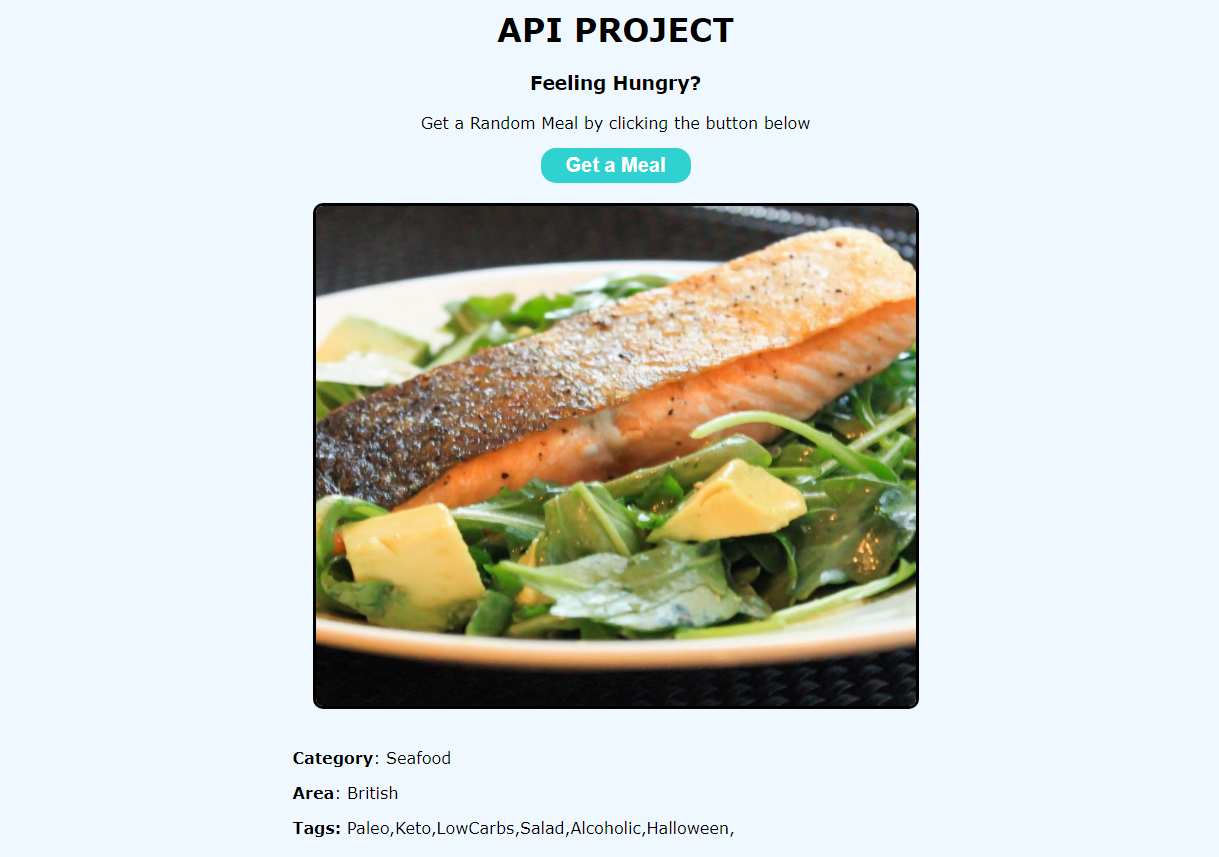 API PROJECT
Feeling Hungry?
Get a Random Meal by clicking the button below
Get a Meal
Category: Seafood
Area: British
Tags: Paleo,Keto,LowCarbs,Salad,Alcoholic,Halloween,